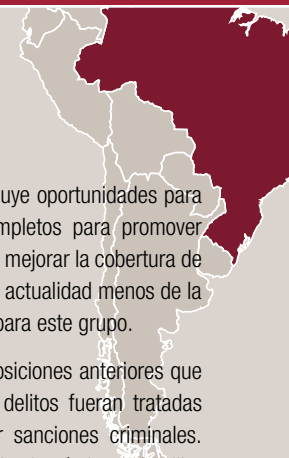 uye oportunidades para
mpletos para promover
mejorar la cobertura de
actualidad menos de la
para este grupo.
osiciones anteriores que
delitos fueran tratadas
r sanciones criminales.